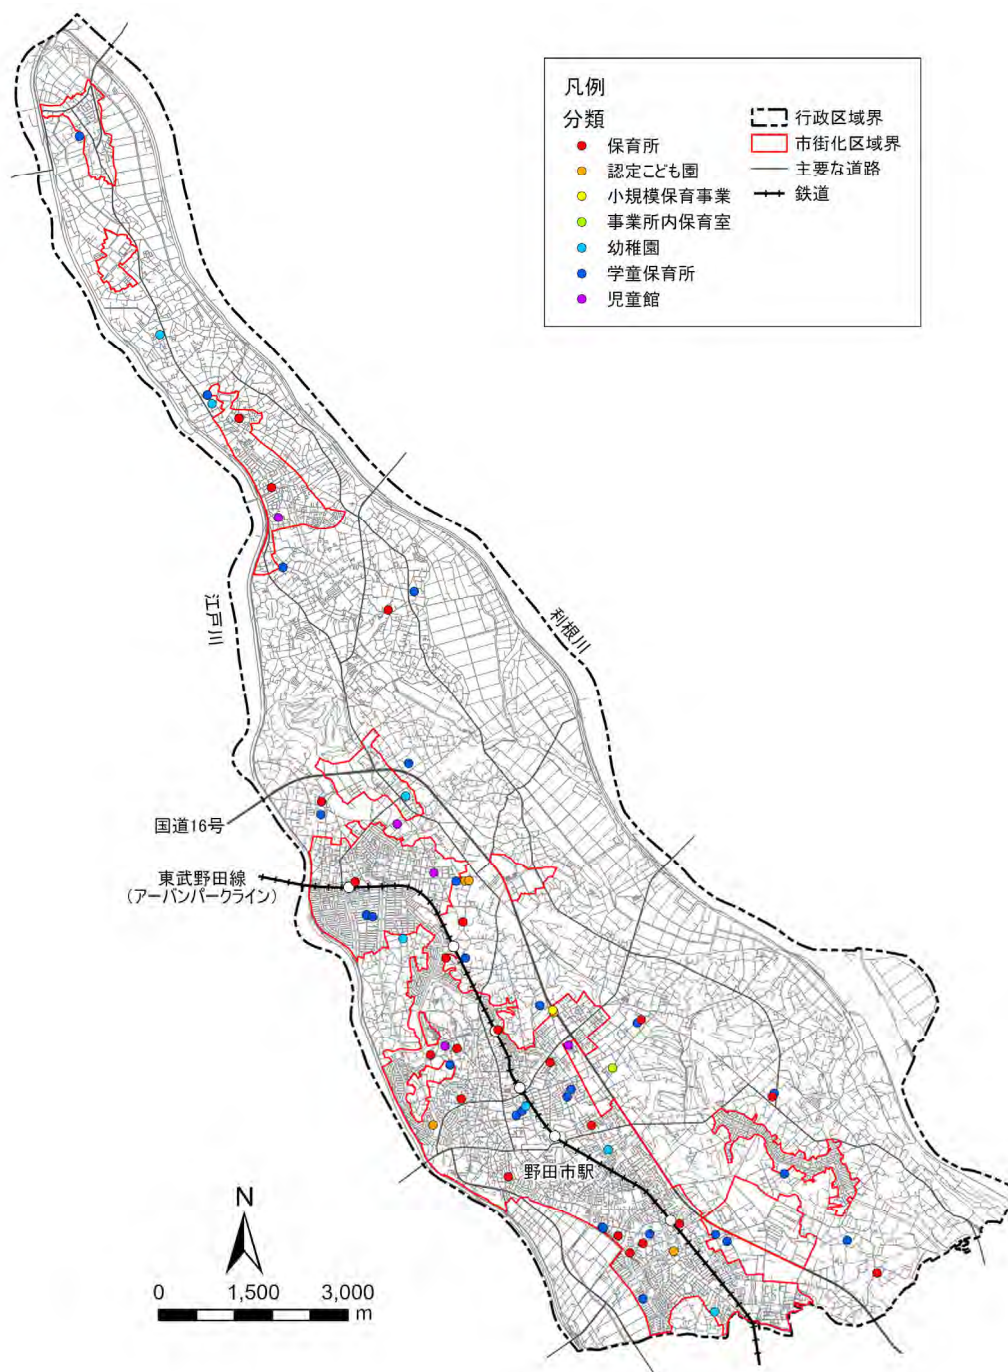 凡例
分類
保育所
認定こども園
小規模保育事業
事業所内保育室
幼稚園
学童保育所
児童館
行政区域界
市街化区域界
主要な道路
鉄道
江戸川
利根川
国道16号
東武野田線
(アーバンパークライン)
野田市駅
N
0 1,500 3,000
m